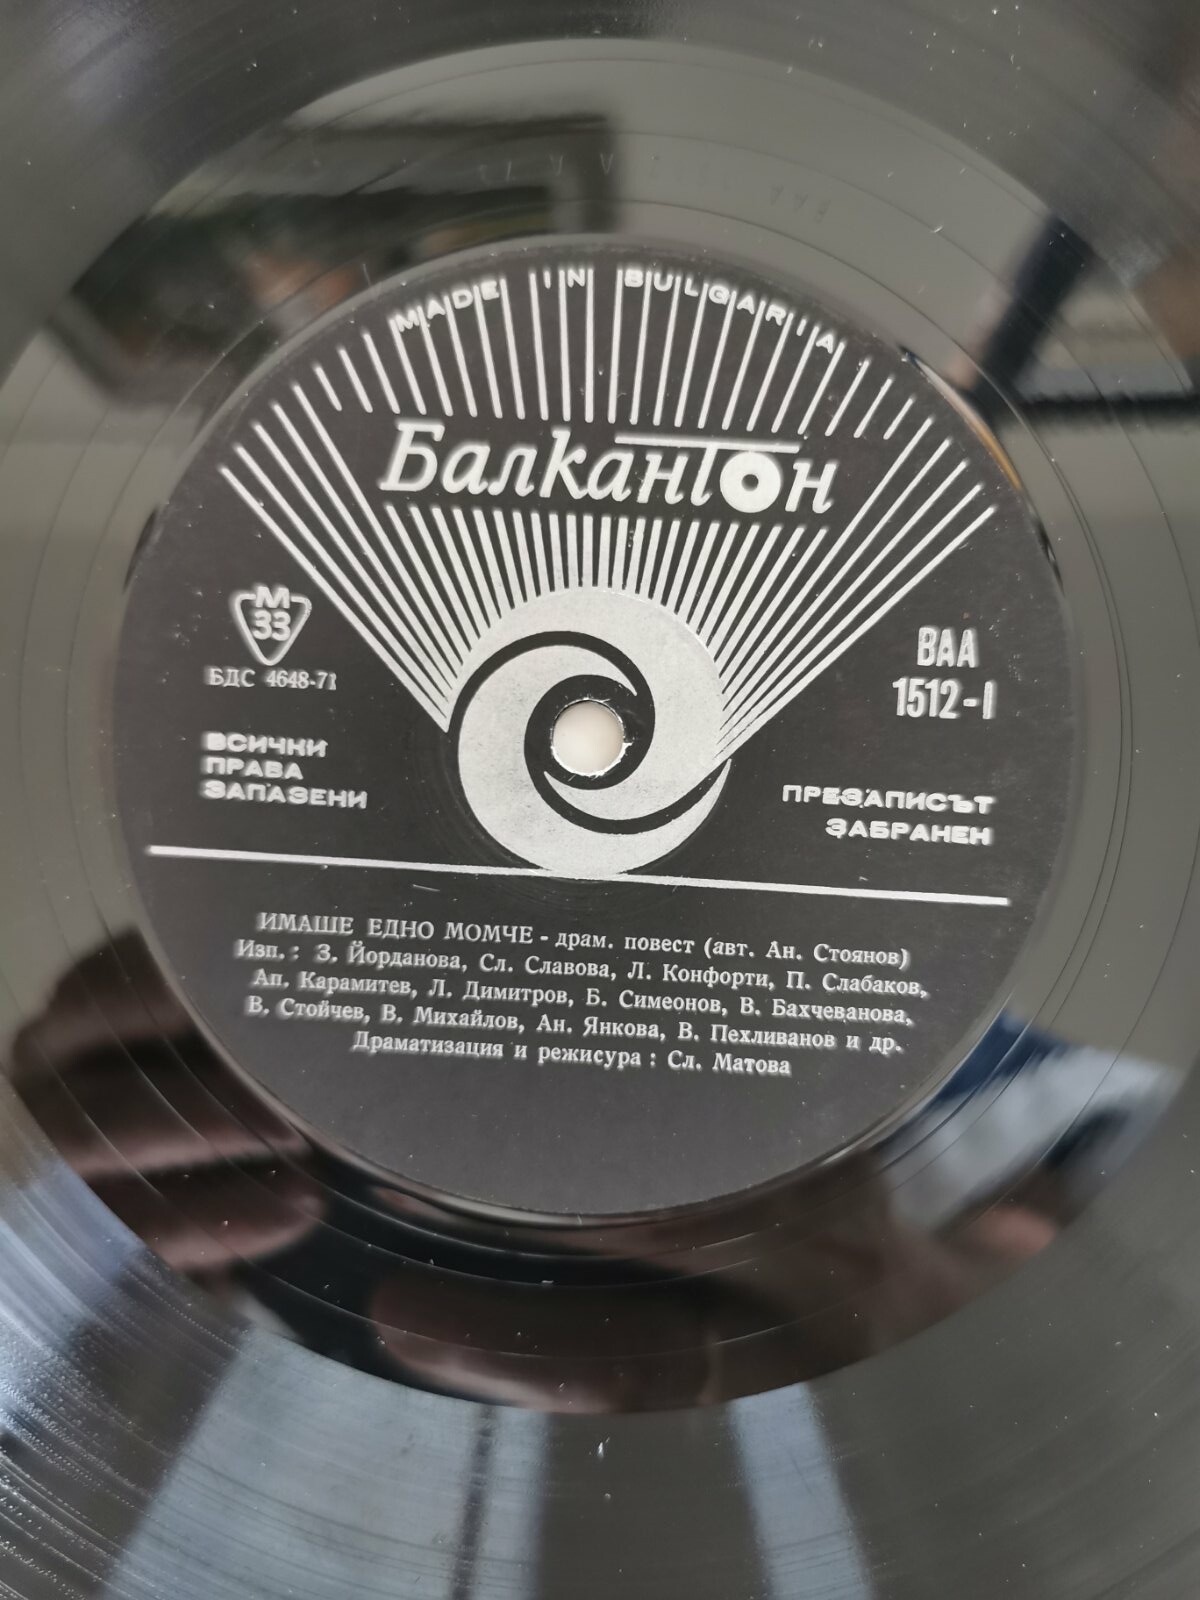 MADE IN BULGARIA
Балкантон
М
33
БДС 4648-71
ВСИЧКИ
ПРАВА
ЗАПАЗЕНИ
ВАА
1512-I
ПРЕЗАПИСЪТ
ЗАБРАНЕН
ИМАШЕ ЕДНО МОМЧЕ - драм. повест (авт. Ан. Стоянов)
Изп.: З. Йорданова, Сл. Славова, Л. Конфорти, П. Слабаков,
Ап. Карамитев, Л. Димитров, Б. Симеонов, В. Бахчеванова,
В. Стойчев, В. Михайлов, Ан. Янкова, В. Пехливанов и др.
Драматизация и режисура : Сл. Матова